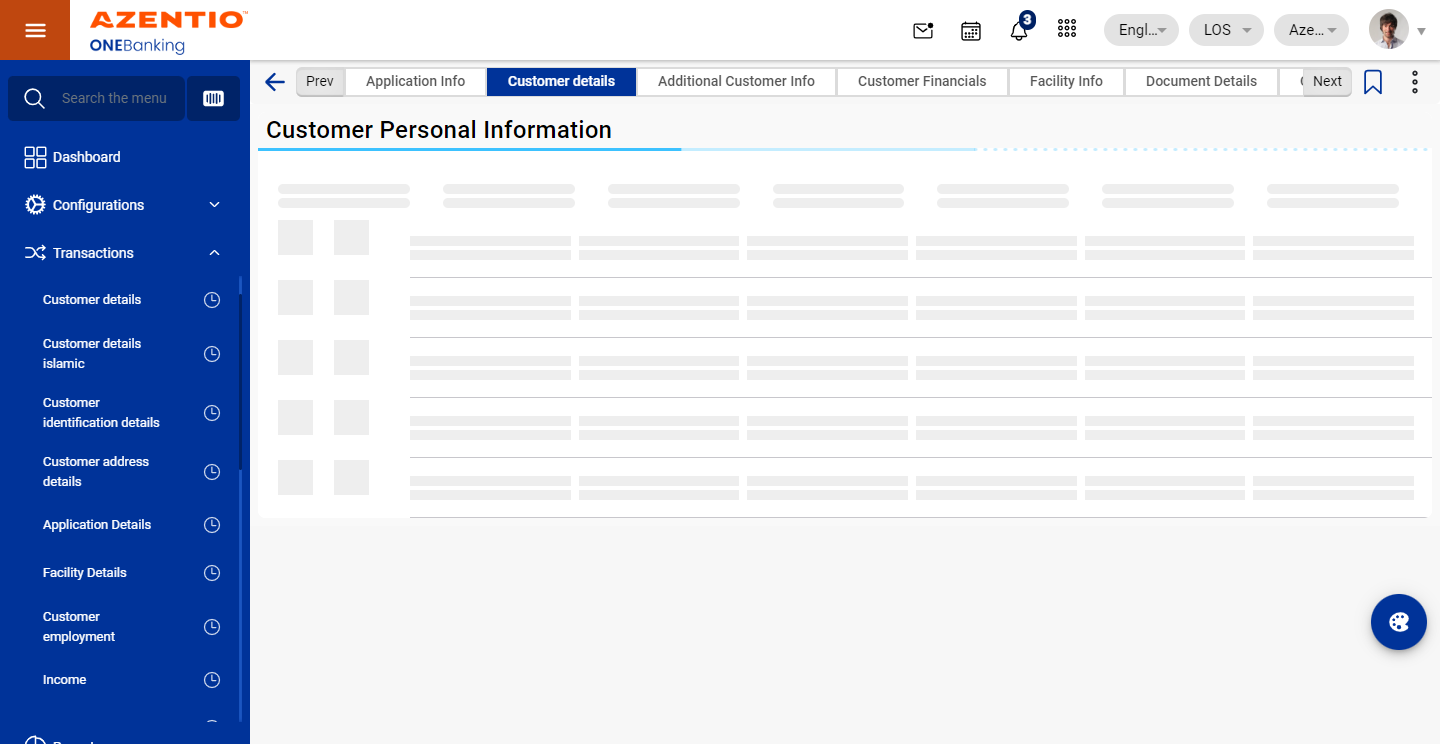 AZENTIO™
ONEBanking
3
Engl...
LOS
Aze...
Search the menu
Dashboard
Configurations
Transactions
Customer details
Customer details
islamic
Customer
identification details
Customer address
details
Application Details
Facility Details
Customer
employment
Income
Prev
Application Info
Customer details
Additional Customer Info
Customer Financials
Facility Info
Document Details
Next
Customer Personal Information